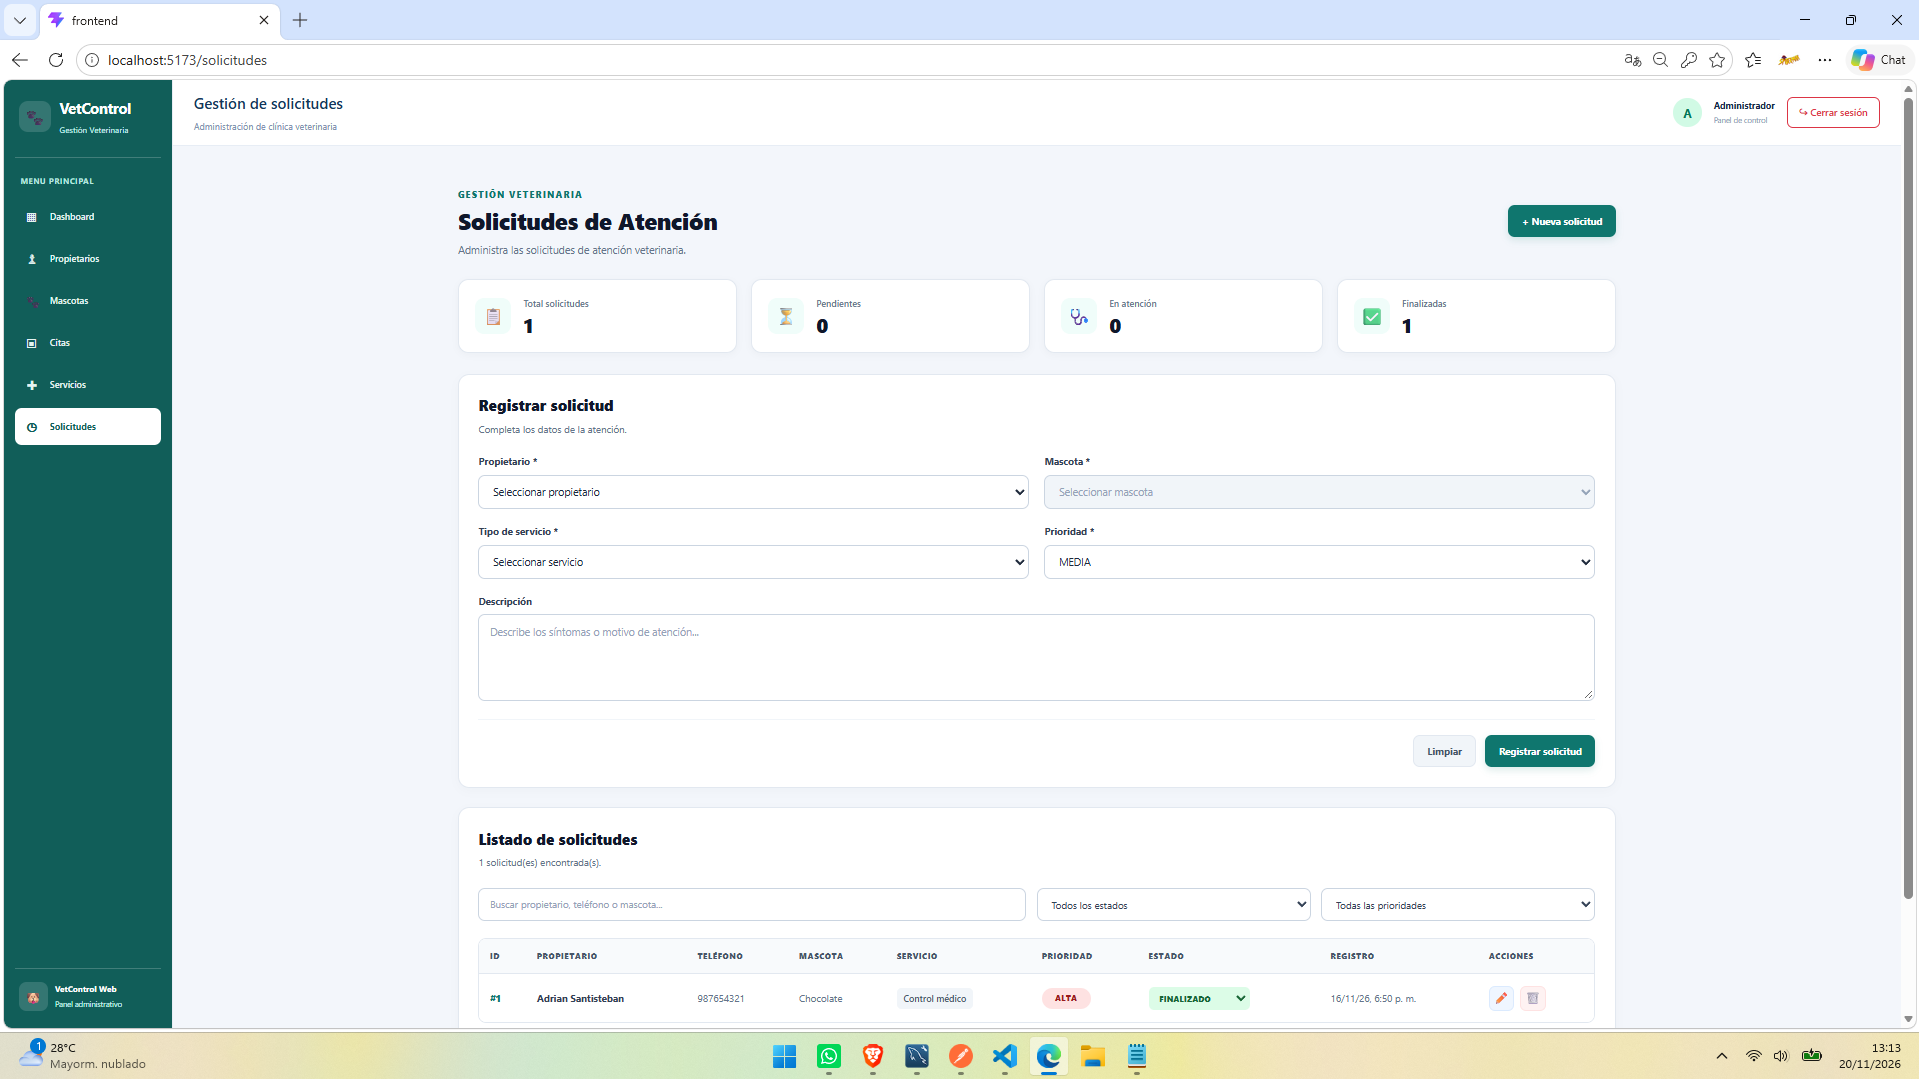 frontend
localhost:5173/solicitudes
Chat
VetControl
Gestión Veterinaria
MENU PRINCIPAL
Dashboard
Propietarios
Mascotas
Citas
Servicios
Solicitudes
VetControl Web
Panel administrativo
Gestión de solicitudes
Administración de clínica veterinaria
A
Administrador
Panel de control
Cerrar sesión
GESTIÓN VETERINARIA
Solicitudes de Atención
Administra las solicitudes de atención veterinaria.
+ Nueva solicitud
Total solicitudes
1
Pendientes
0
En atención
0
Finalizadas
1
Registrar solicitud
Completa los datos de la atención.
Propietario *
Mascota *
Seleccionar propietario
Seleccionar mascota
Tipo de servicio *
Prioridad *
Seleccionar servicio
MEDIA
Descripción
Describe los síntomas o motivo de atención...
Limpiar
Registrar solicitud
Listado de solicitudes
1 solicitud(es) encontrada(s).
Buscar propietario, teléfono o mascota...
Todos los estados
Todas las prioridades
ID PROPIETARIO TELÉFONO MASCOTA SERVICIO PRIORIDAD ESTADO REGISTRO ACCIONES
#1 Adrian Santisteban 987654321 Chocolate Control médico ALTA FINALIZADO 16/11/26, 6:50 p. m.
1
28°C
Mayorm. nublado
13:13
20/11/2026